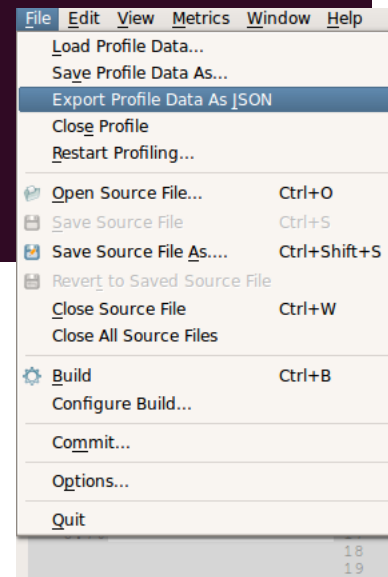 File Edit View Metrics Window Help
Load Profile Data...
Save Profile Data As...
Export Profile Data As JSON
Close Profile
Restart Profiling...
Open Source File... Ctrl+O
Save Source File Ctrl+S
Save Source File As.... Ctrl+Shift+S
Revert to Saved Source File
Close Source File Ctrl+W
Close All Source Files
Build Ctrl+B
Configure Build...
Commit...
Options...
Quit
18
19